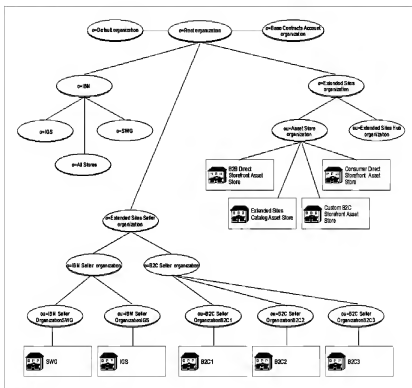 o=Default organization
o=Root organization
o=Base Contracts Account
organization
o=IBM
o=Extended Sites
organization
o=IGS
o=SWG
o=All Stores
ou=Asset Store
organization
ou=Extended Sites Hub
organization
B2B Direct
Storefront Asset
Store
Consumer Direct
Storefront Asset
Store
Extended Sites
Catalog Asset Store
Custom B2C
Storefront Asset
Store
o=Extended Sites Seller
organization
o=IBM Seller organization
o=B2C Seller organization
ou=IBM Seller
OrganizationSWG
ou=IBM Seller
OrganizationIGS
ou=B2C Seller
OrganizationB2C1
ou=B2C Seller
OrganizationB2C2
ou=B2C Seller
OrganizationB2C3
SWG
IGS
B2C1
B2C2
B2C3